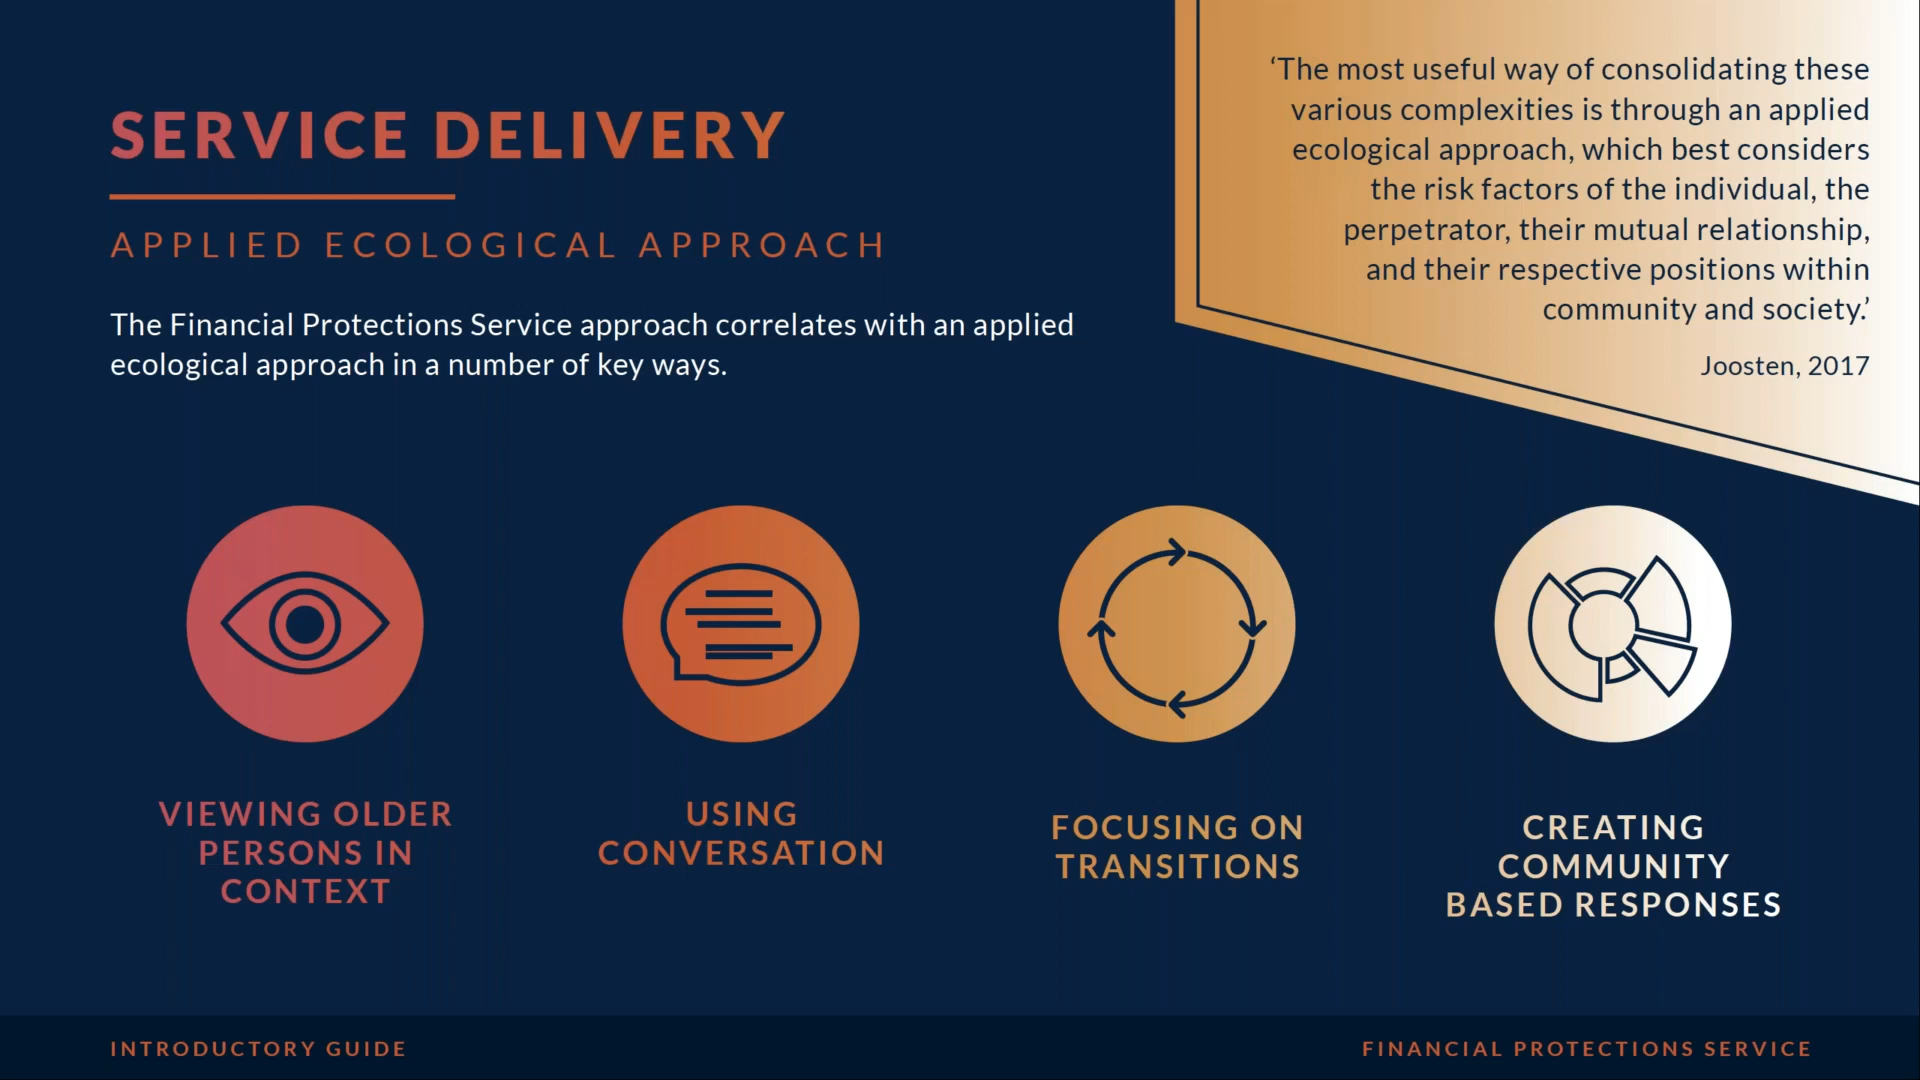 SERVICE DELIVERY
APPLIED ECOLOGICAL APPROACH
The Financial Protections Service approach correlates with an applied
ecological approach in a number of key ways.
‘The most useful way of consolidating these
various complexities is through an applied
ecological approach, which best considers
the risk factors of the individual, the
perpetrator, their mutual relationship,
and their respective positions within
community and society.’
Joosten, 2017
VIEWING OLDER
PERSONS IN
CONTEXT
USING
CONVERSATION
FOCUSING ON
TRANSITIONS
CREATING
COMMUNITY
BASED RESPONSES
INTRODUCTORY GUIDE
FINANCIAL PROTECTIONS SERVICE